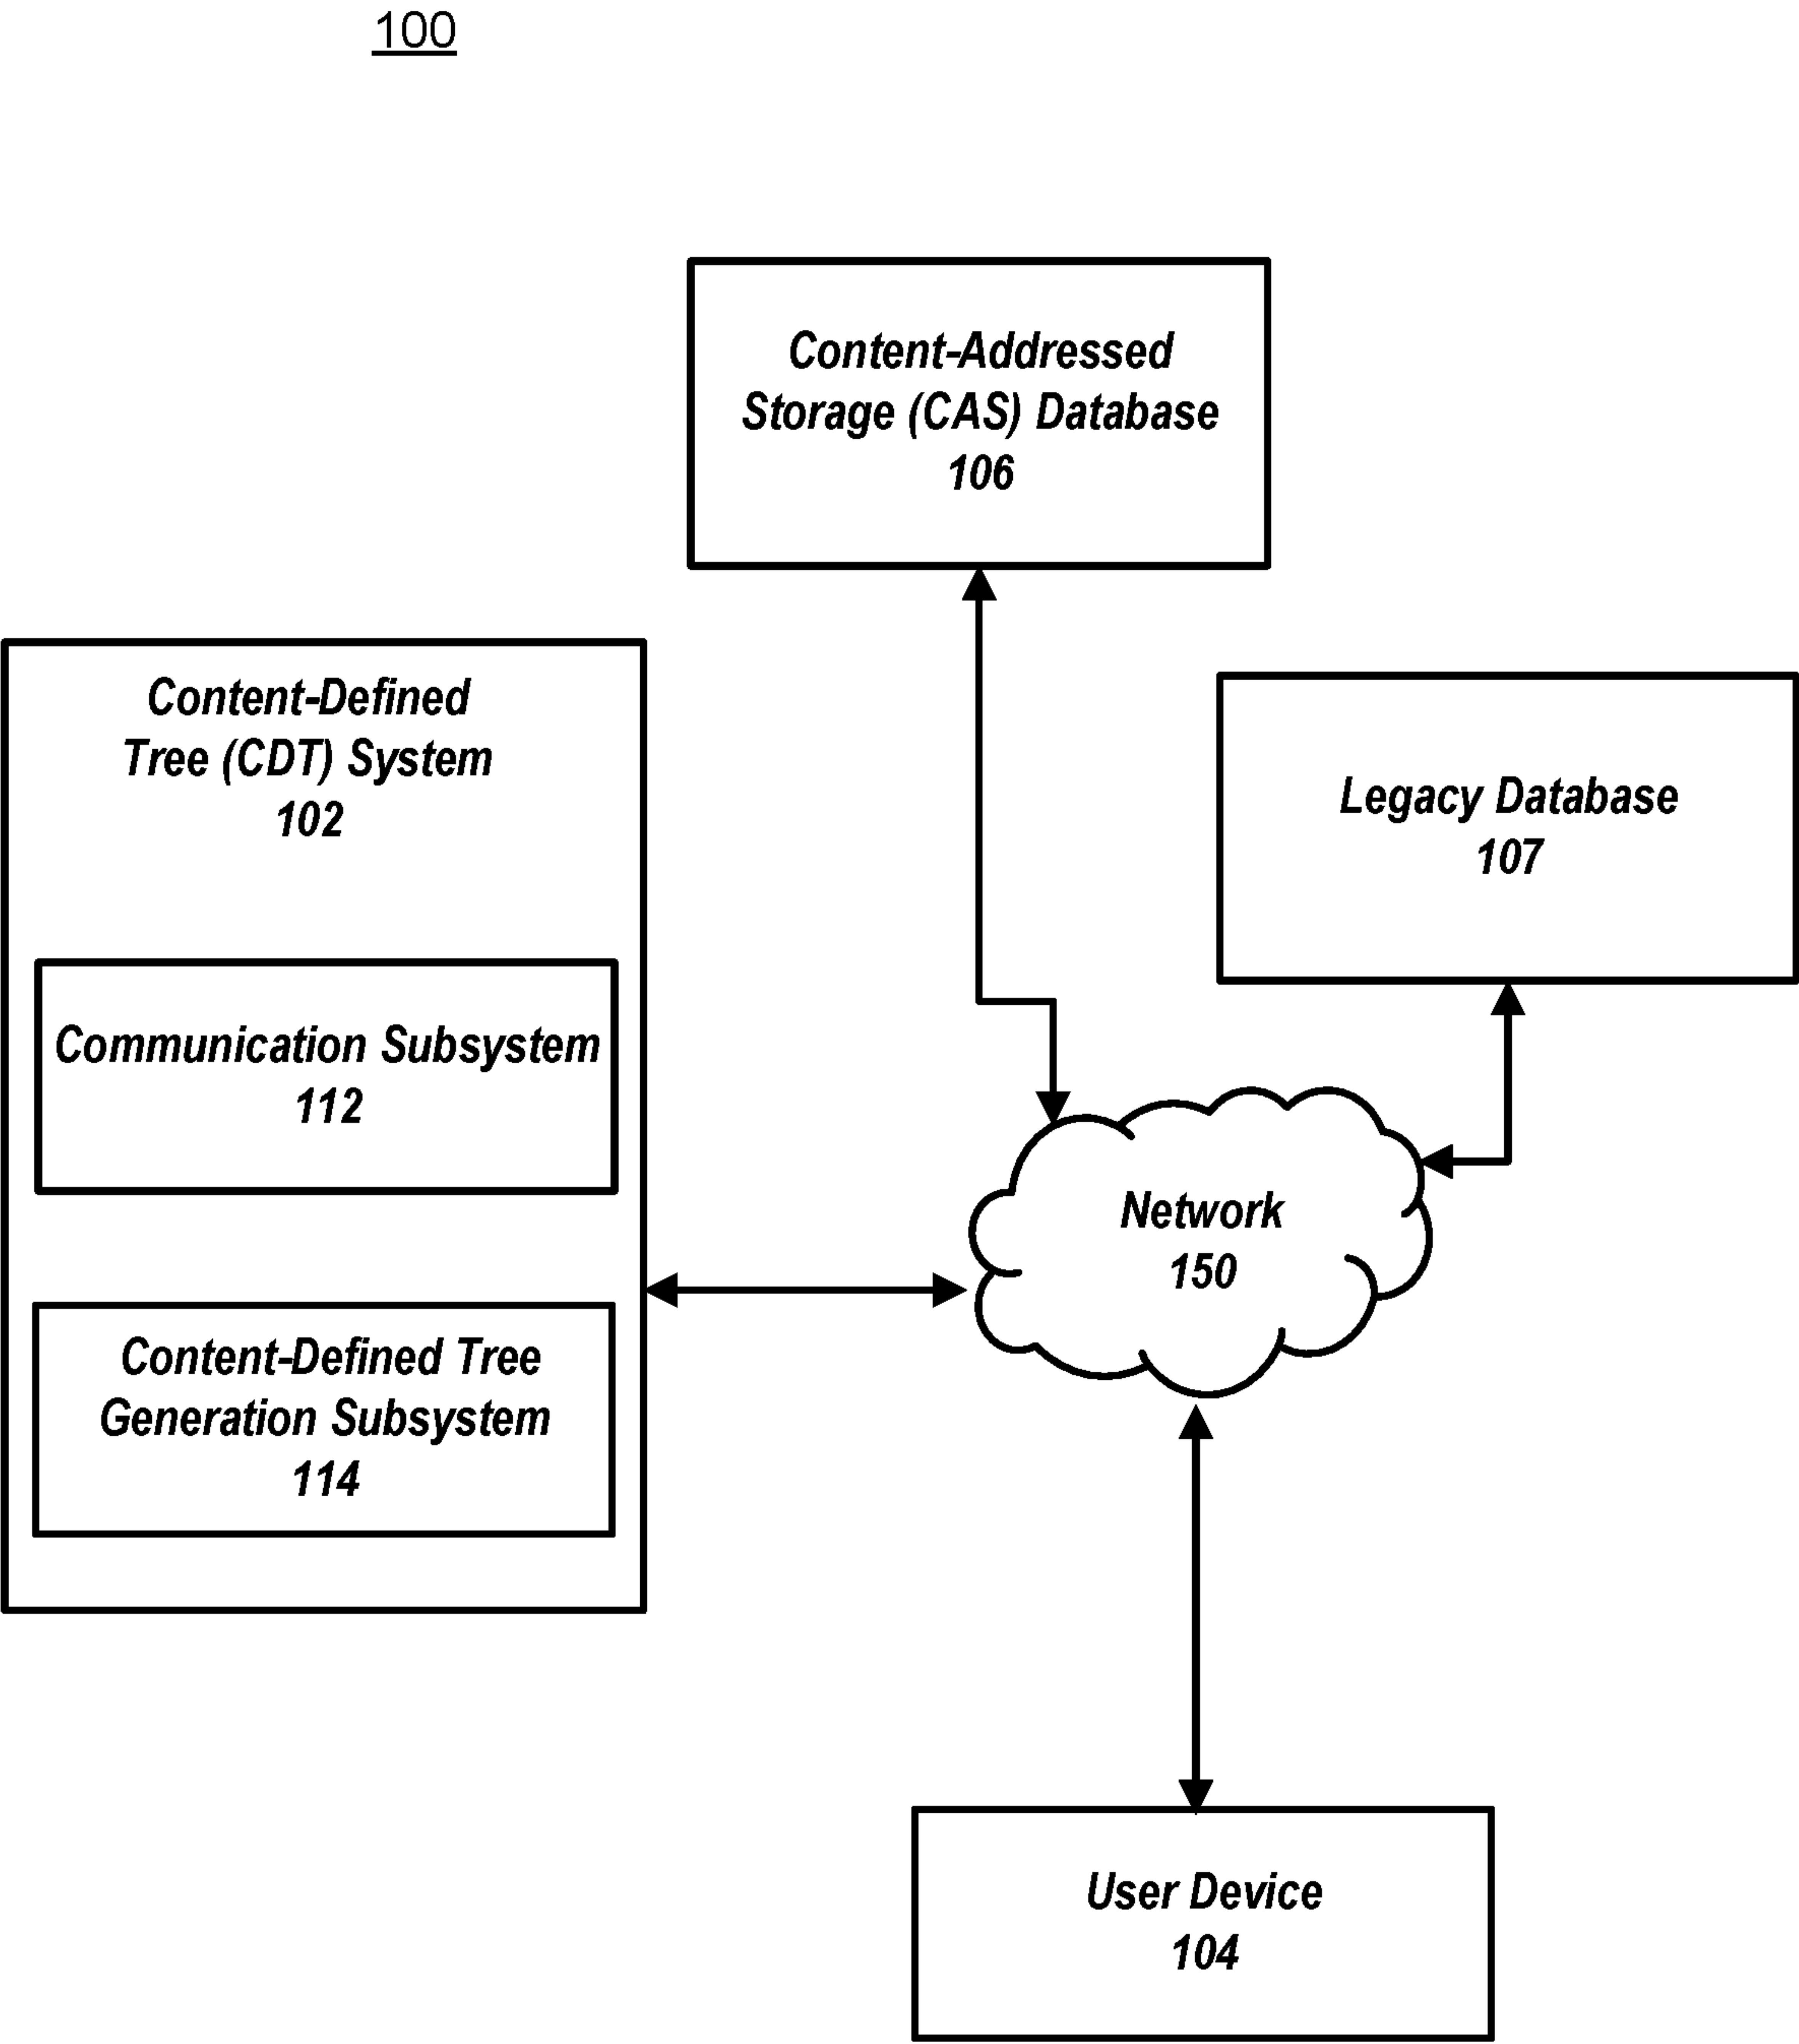 100
Content-Addressed
Storage (CAS) Database
106
Content-Defined
Tree (CDT) System
102
Legacy Database
107
Communication Subsystem
112
Network
150
Content-Defined Tree
Generation Subsystem
114
User Device
104